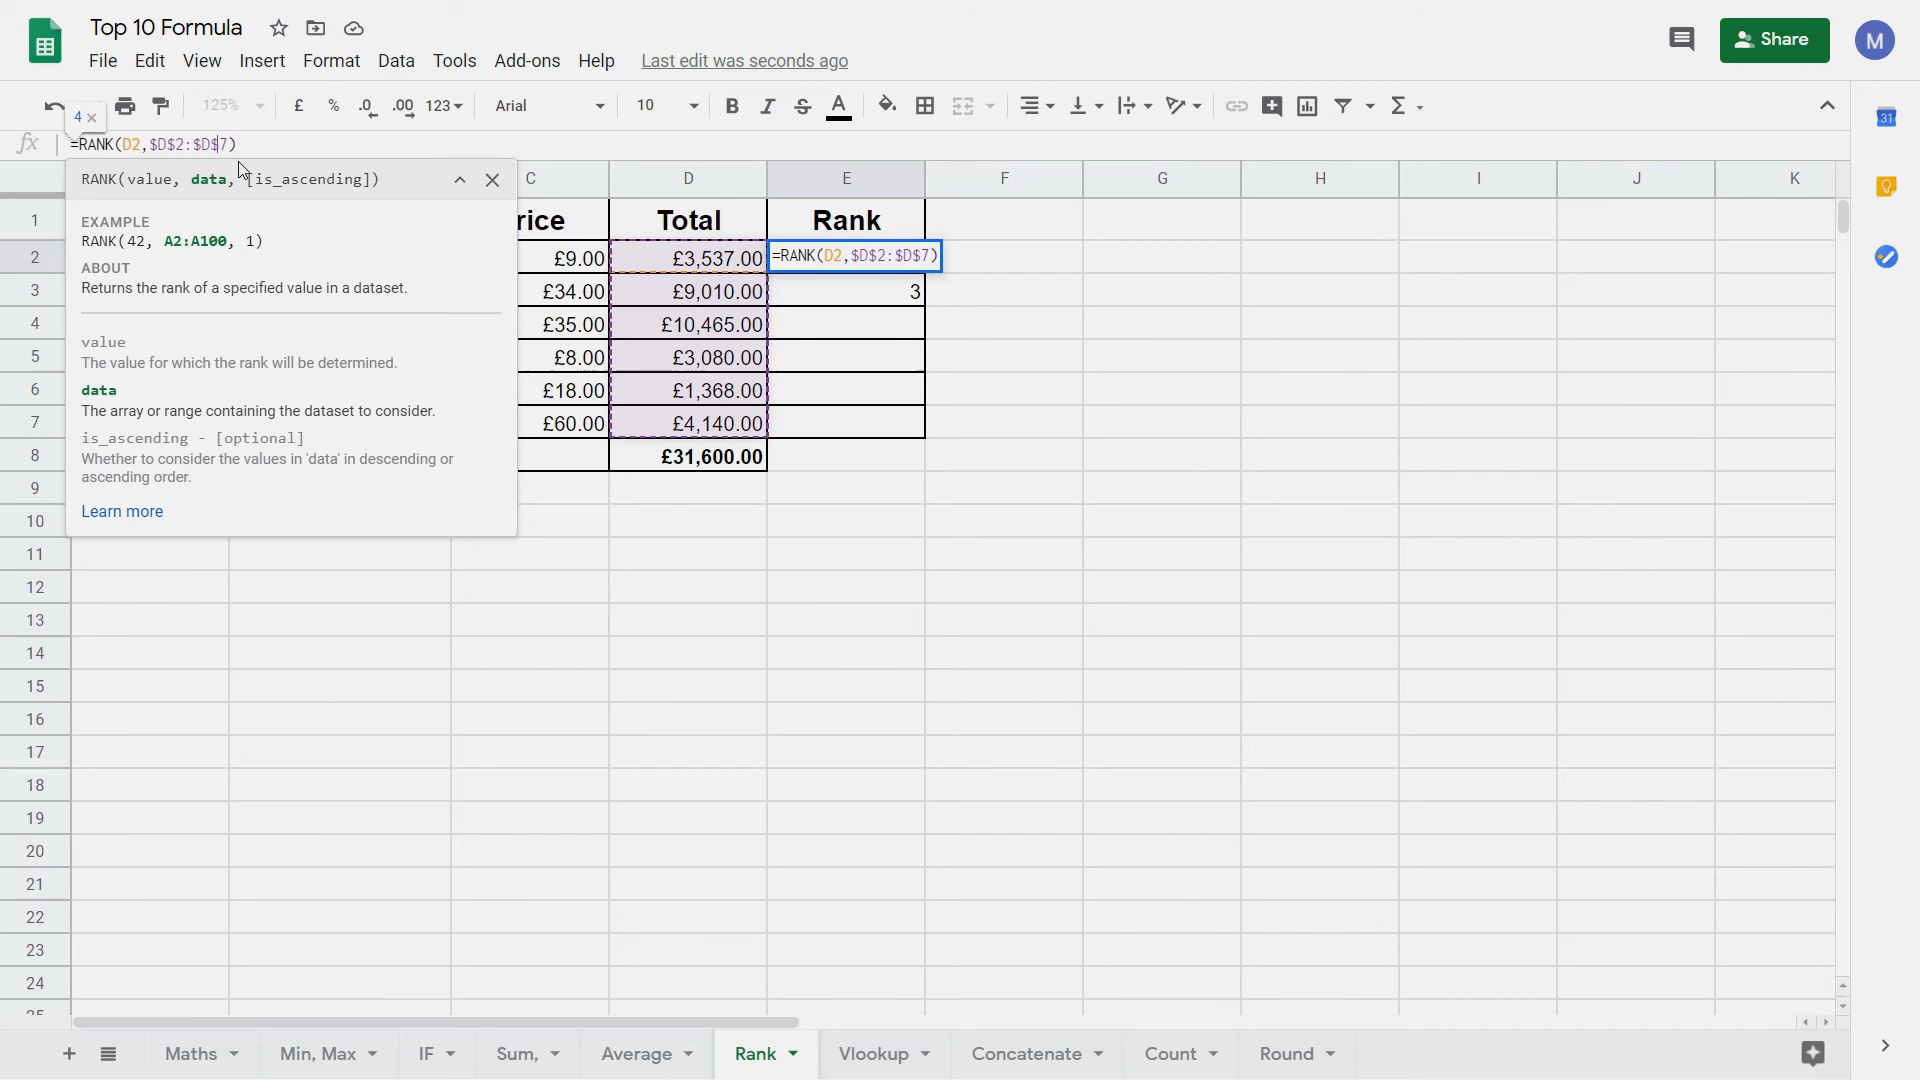 Top 10 Formula
File Edit View Insert Format Data Tools Add-ons Help Last edit was seconds ago
Share
M
125% £ % .0 .00 123 Arial 10 B I S A Σ
31
4 ×
fx =RANK(D2,$D$2:$D$7)
RANK(value, data, [is_ascending])
EXAMPLE
RANK(42, A2:A100, 1)
ABOUT
Returns the rank of a specified value in a dataset.
value
The value for which the rank will be determined.
data
The array or range containing the dataset to consider.
is_ascending - [optional]
Whether to consider the values in 'data' in descending or
ascending order.
Learn more
C D E F G H I J K
1 rice Total Rank
2 £9.00 £3,537.00 =RANK(D2,$D$2:$D$7)
3 £34.00 £9,010.00 3
4 £35.00 £10,465.00
5 £8.00 £3,080.00
6 £18.00 £1,368.00
7 £60.00 £4,140.00
8 £31,600.00
9
10
11
12
13
14
15
16
17
18
19
20
21
22
23
24
25
Maths Min, Max IF Sum, Average Rank Vlookup Concatenate Count Round